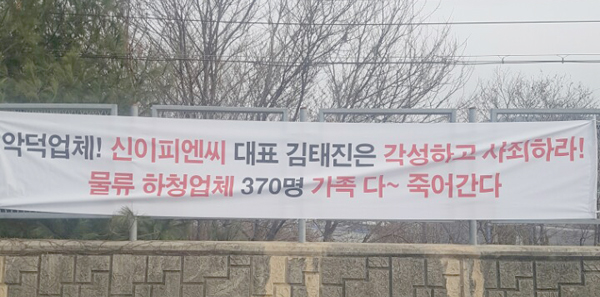 악덕업체! 신이피엔씨 대표 김태진은 각성하고 사죄하라!
물류 하청업체 370명 가족 다~ 죽어간다